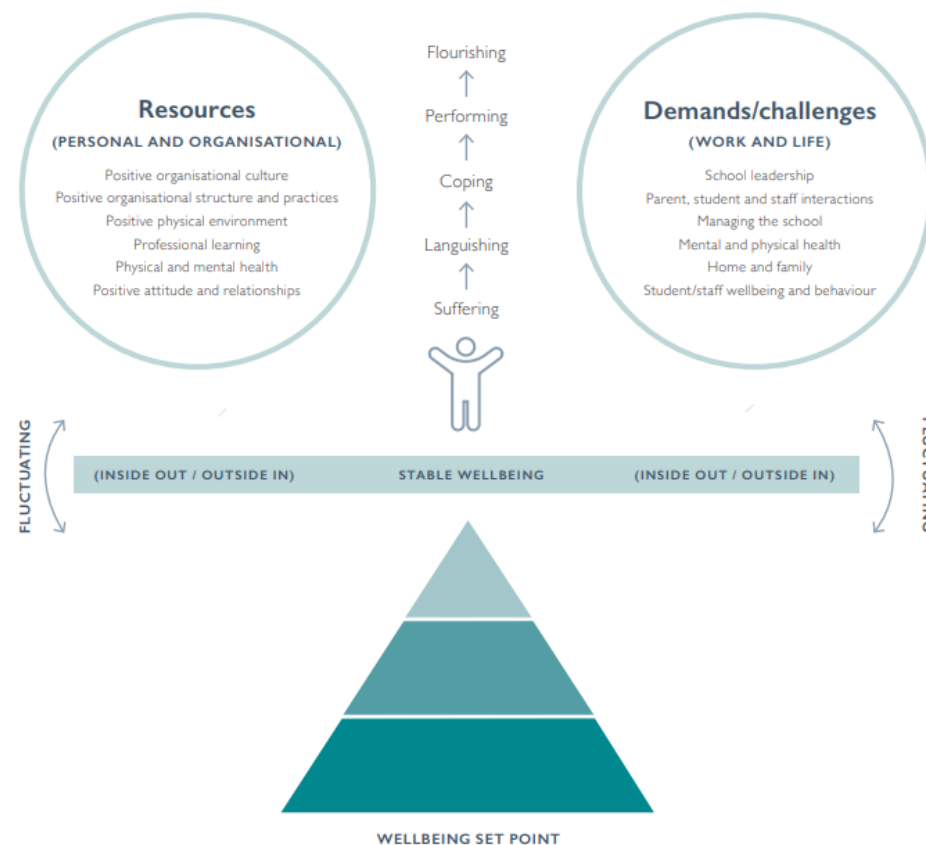 Resources
(PERSONAL AND ORGANISATIONAL)
Positive organisational culture
Positive organisational structure and practices
Positive physical environment
Professional learning
Physical and mental health
Positive attitude and relationships
Flourishing
Performing
Coping
Languishing
Suffering
Demands/challenges
(WORK AND LIFE)
School leadership
Parent, student and staff interactions
Managing the school
Mental and physical health
Home and family
Student/staff wellbeing and behaviour
FLUCTUATING
(INSIDE OUT / OUTSIDE IN)
STABLE WELLBEING
(INSIDE OUT / OUTSIDE IN)
WELLBEING SET POINT